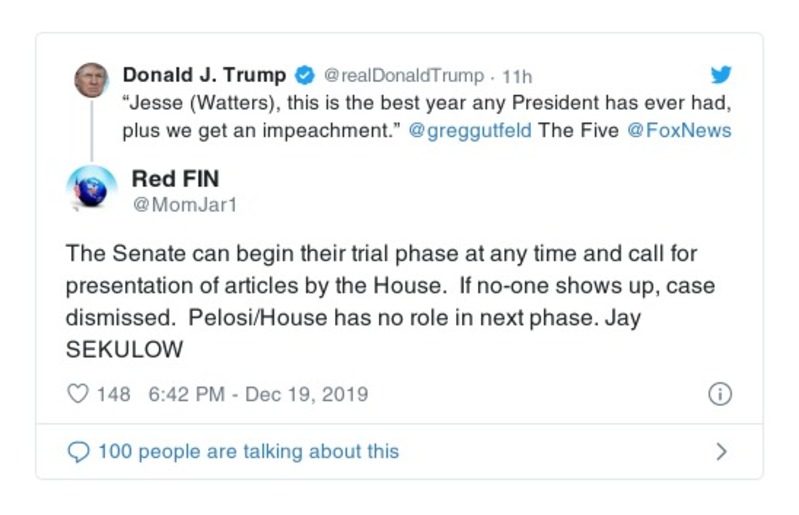 Donald J. Trump @realDonaldTrump · 11h
“Jesse (Watters), this is the best year any President has ever had,
plus we get an impeachment.” @greggutfeld The Five @FoxNews
Red FIN
@MomJar1
The Senate can begin their trial phase at any time and call for
presentation of articles by the House.  If no-one shows up, case
dismissed.  Pelosi/House has no role in next phase. Jay
SEKULOW
148 6:42 PM - Dec 19, 2019
100 people are talking about this